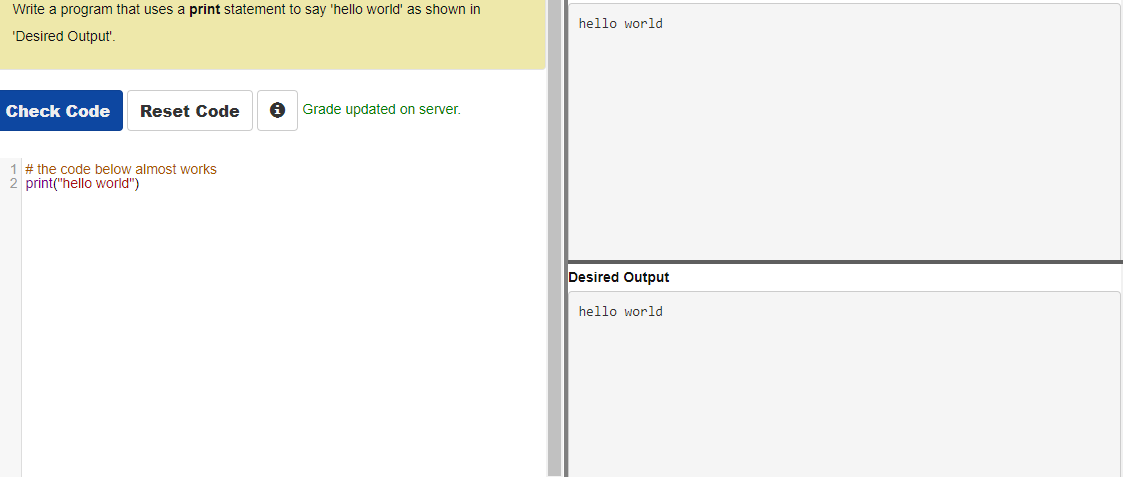 Write a program that uses a print statement to say 'hello world' as shown in
'Desired Output'.
Check Code Reset Code Grade updated on server.
1 # the code below almost works
2 print("hello world")
hello world
Desired Output
hello world